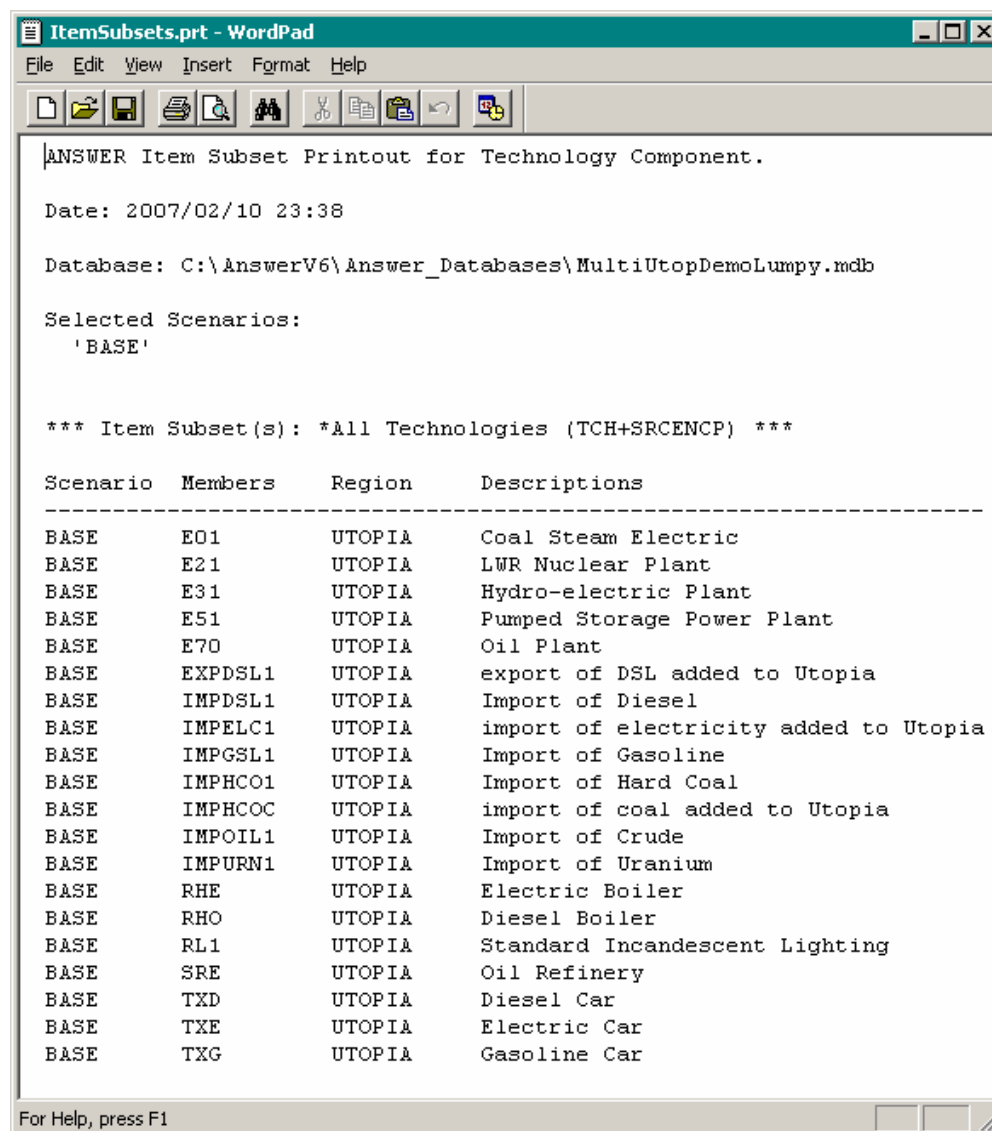 ItemSubsets.prt - WordPad
File Edit View Insert Format Help
ANSWER Item Subset Printout for Technology Component.
Date: 2007/02/10 23:38
Database: C:\AnswerV6\Answer_Databases\MultiUtopDemoLumpy.mdb
Selected Scenarios:
'BASE'
*** Item Subset(s): *All Technologies (TCH+SRCENCP) ***
Scenario Members Region Descriptions
----------------------------------------------------------------------
BASE E01 UTOPIA Coal Steam Electric
BASE E21 UTOPIA LWR Nuclear Plant
BASE E31 UTOPIA Hydro-electric Plant
BASE E51 UTOPIA Pumped Storage Power Plant
BASE E70 UTOPIA Oil Plant
BASE EXPDSL1 UTOPIA export of DSL added to Utopia
BASE IMPDSL1 UTOPIA Import of Diesel
BASE IMPELC1 UTOPIA import of electricity added to Utopia
BASE IMPGSL1 UTOPIA Import of Gasoline
BASE IMPHCO1 UTOPIA Import of Hard Coal
BASE IMPHCOC UTOPIA import of coal added to Utopia
BASE IMPOIL1 UTOPIA Import of Crude
BASE IMPURN1 UTOPIA Import of Uranium
BASE RHE UTOPIA Electric Boiler
BASE RHO UTOPIA Diesel Boiler
BASE RL1 UTOPIA Standard Incandescent Lighting
BASE SRE UTOPIA Oil Refinery
BASE TXD UTOPIA Diesel Car
BASE TXE UTOPIA Electric Car
BASE TXG UTOPIA Gasoline Car
For Help, press F1